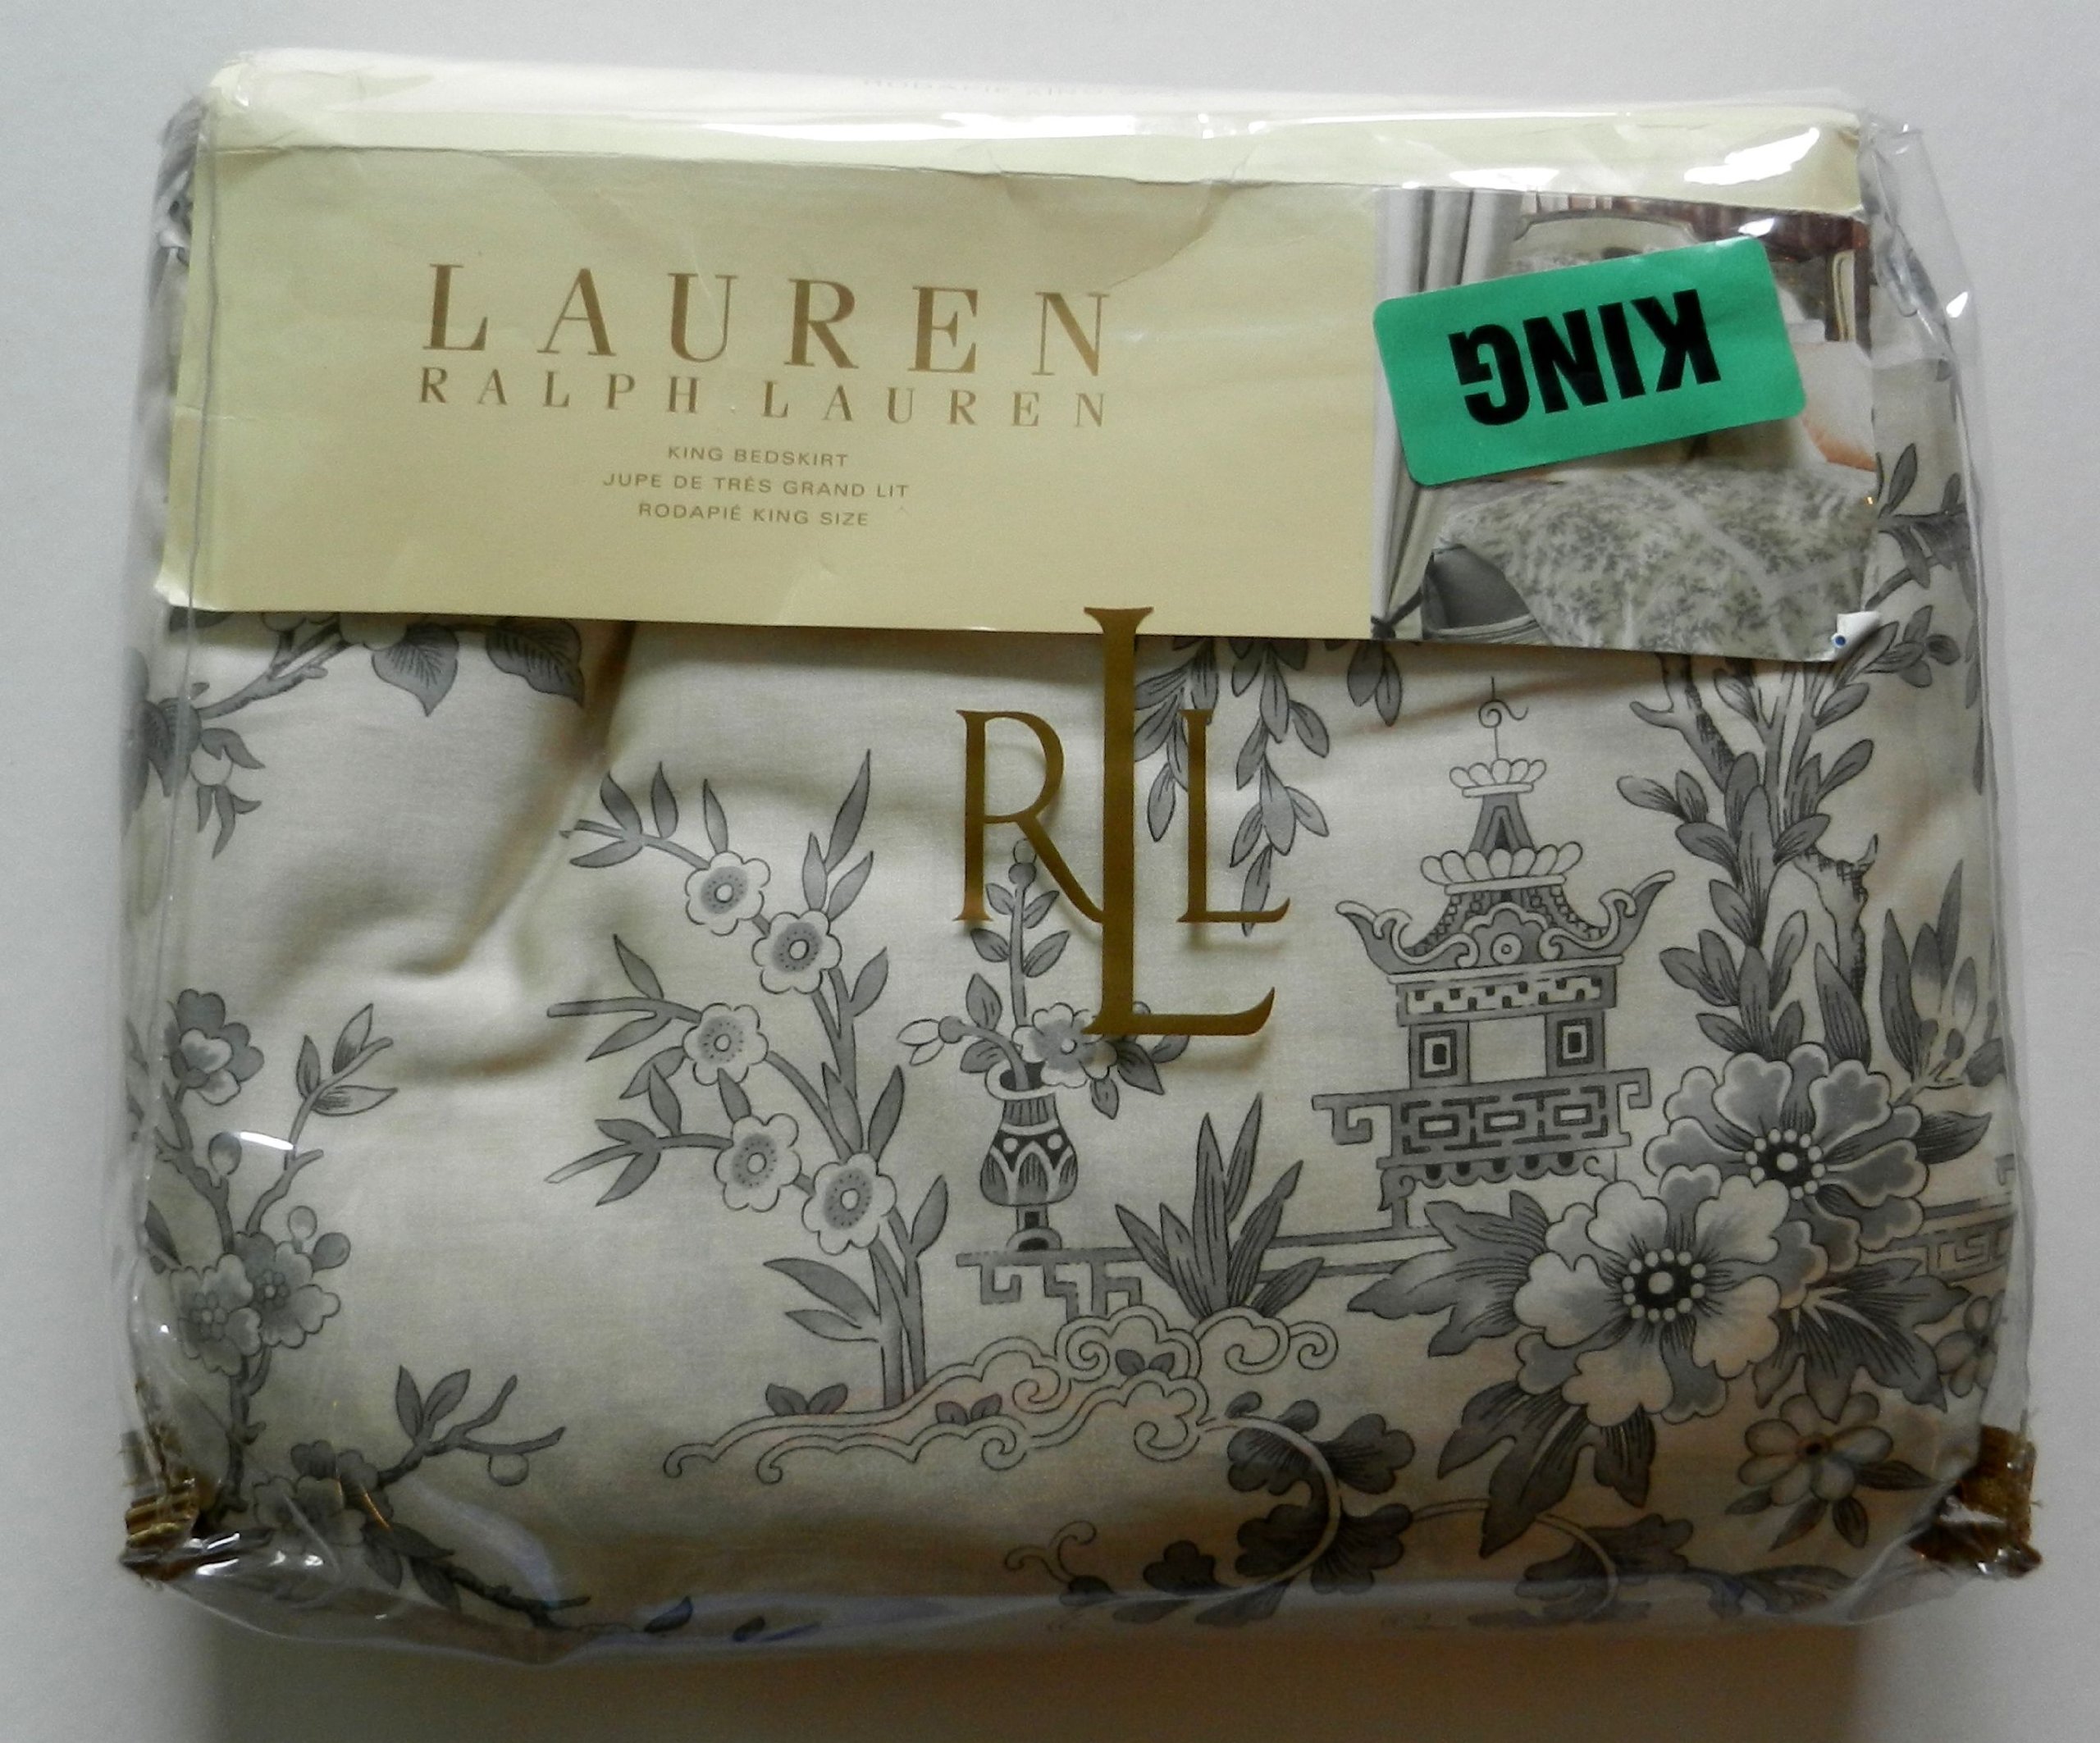 LAUREN
RALPH LAUREN
KING BEDSKIRT
JUPE DE TRÈS GRAND LIT
RODAPIÉ KING SIZE
KING
RLL